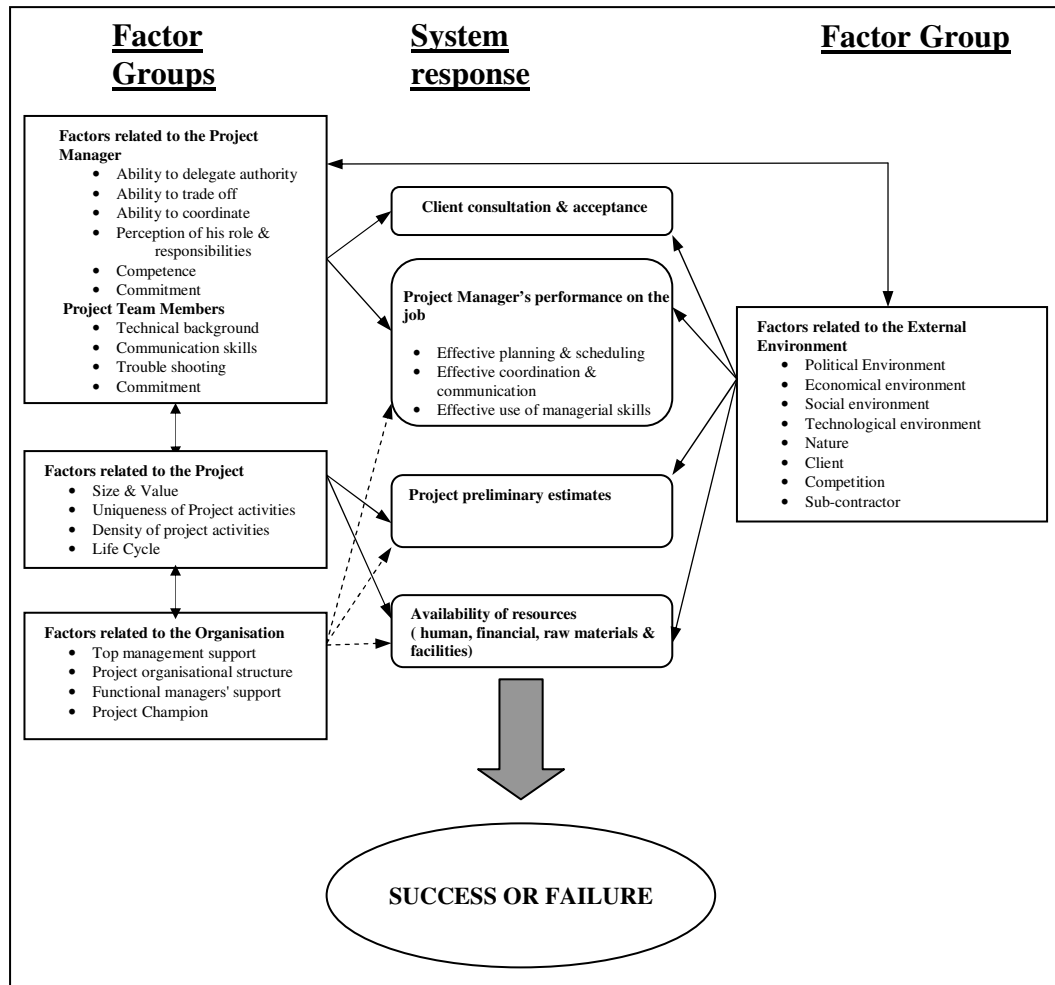 Factor
Groups
System
response
Factor Group
Factors related to the Project
Manager
• Ability to delegate authority
• Ability to trade off
• Ability to coordinate
• Perception of his role &
responsibilities
• Competence
• Commitment
Project Team Members
• Technical background
• Communication skills
• Trouble shooting
• Commitment
Factors related to the Project
• Size & Value
• Uniqueness of Project activities
• Density of project activities
• Life Cycle
Factors related to the Organisation
• Top management support
• Project organisational structure
• Functional managers' support
• Project Champion
Client consultation & acceptance
Project Manager’s performance on the
job
• Effective planning & scheduling
• Effective coordination &
communication
• Effective use of managerial skills
Project preliminary estimates
Availability of resources
( human, financial, raw materials &
facilities)
Factors related to the External
Environment
• Political Environment
• Economical environment
• Social environment
• Technological environment
• Nature
• Client
• Competition
• Sub-contractor
SUCCESS OR FAILURE